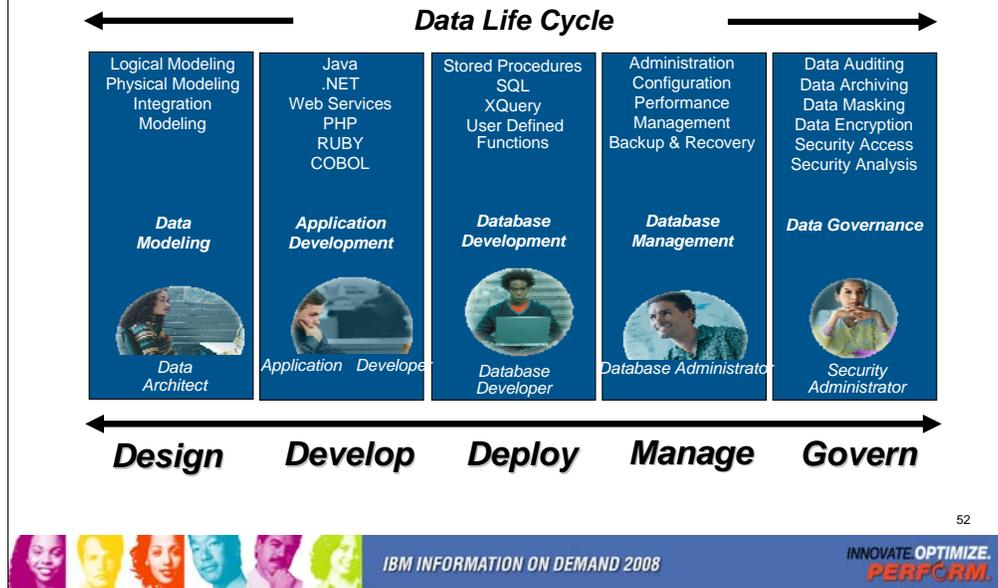 Data Life Cycle
Logical Modeling
Physical Modeling
Integration
Modeling
Data
Modeling
Data
Architect
Java
.NET
Web Services
PHP
RUBY
COBOL
Application
Development
Application Developer
Stored Procedures
SQL
XQuery
User Defined
Functions
Database
Development
Database
Developer
Administration
Configuration
Performance
Management
Backup & Recovery
Database
Management
Database Administrator
Data Auditing
Data Archiving
Data Masking
Data Encryption
Security Access
Security Analysis
Data Governance
Security
Administrator
Design
Develop
Deploy
Manage
Govern
52
IBM INFORMATION ON DEMAND 2008
INNOVATE.OPTIMIZE.
PERFORM.